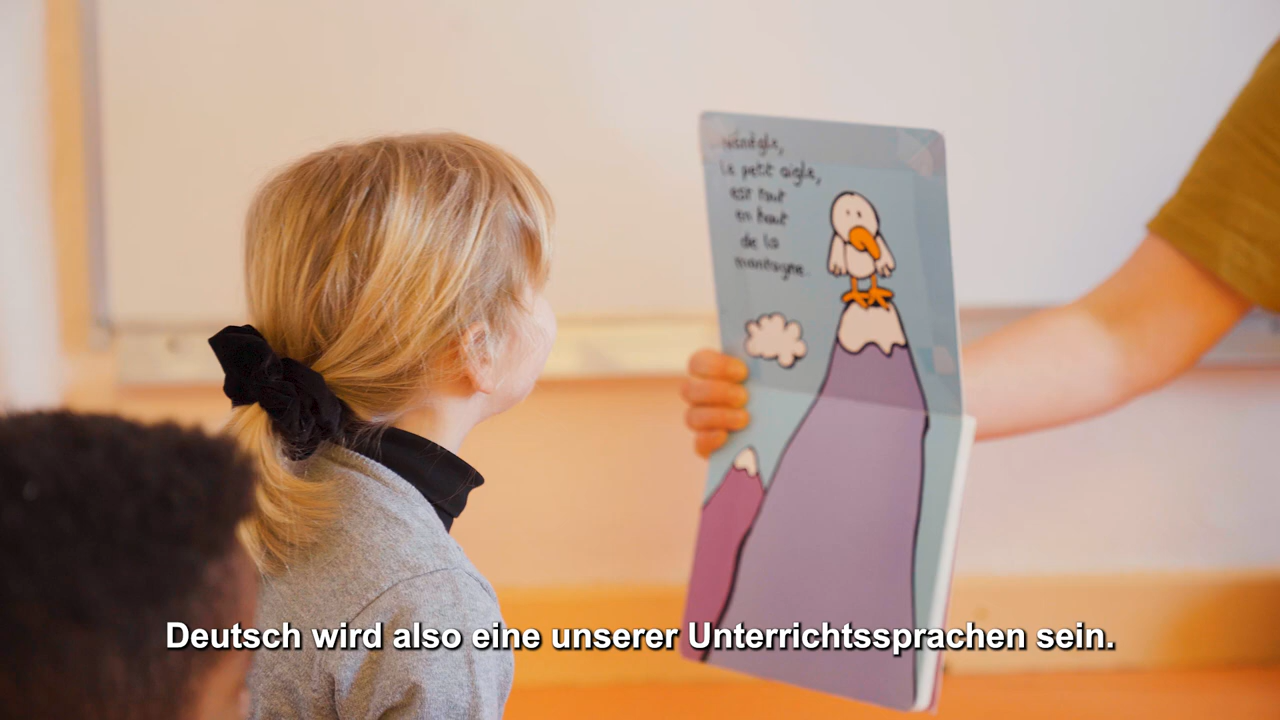 le petit aigle,
est tout
en haut
de la
montagne.
Deutsch wird also eine unserer Unterrichtssprachen sein.